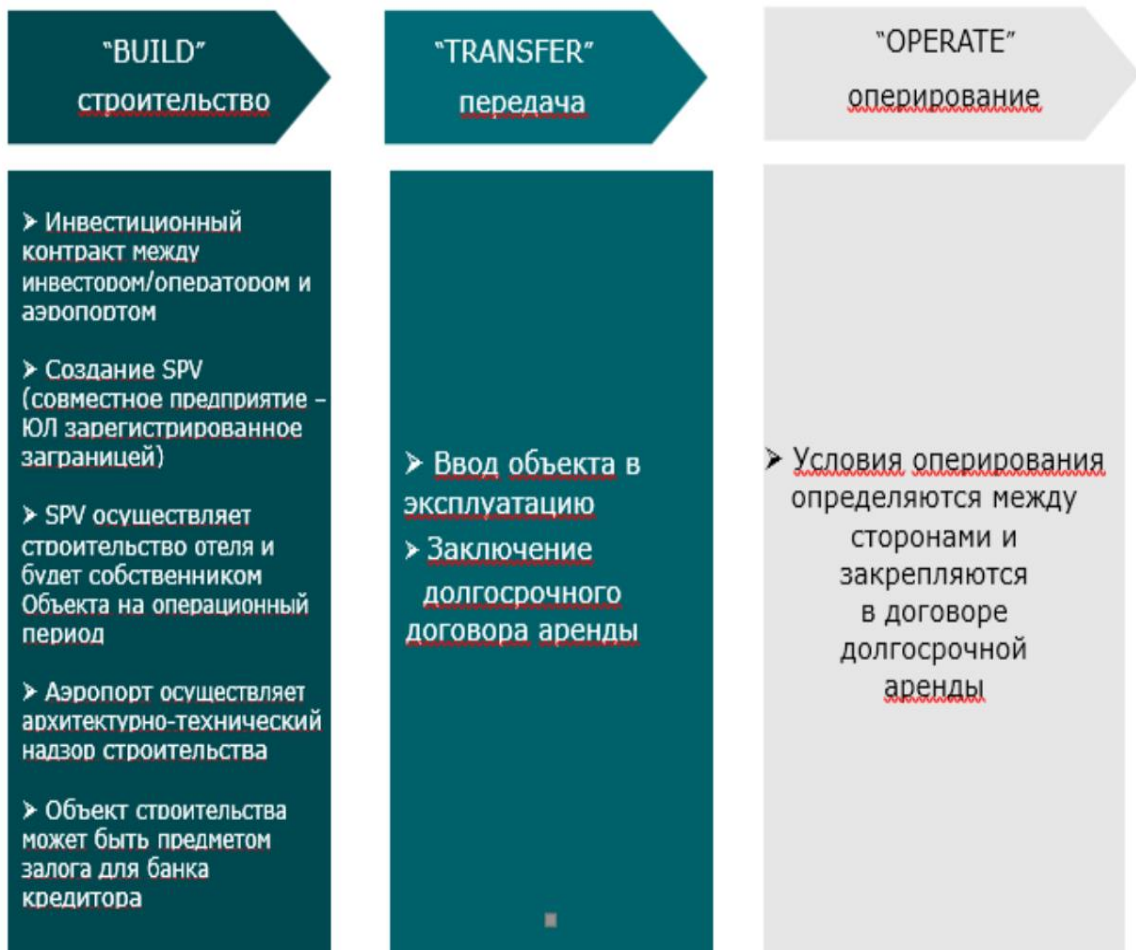 “BUILD”
строительство
➢ Инвестиционный
контракт между
инвестором/оператором и
аэропортом
➢ Создание SPV
(совместное предприятие –
ЮЛ зарегистрированное
заграницей)
➢ SPV осуществляет
строительство отеля и
будет собственником
Объекта на операционный
период
➢ Аэропорт осуществляет
архитектурно-технический
надзор строительства
➢ Объект строительства
может быть предметом
залога для банка
кредитора
“TRANSFER”
передача
➢ Ввод объекта в
эксплуатацию
➢ Заключение
долгосрочного
договора аренды
“OPERATE”
оперирование
➢ Условия оперирования
определяются между
сторонами и
закрепляются
в договоре
долгосрочной
аренды